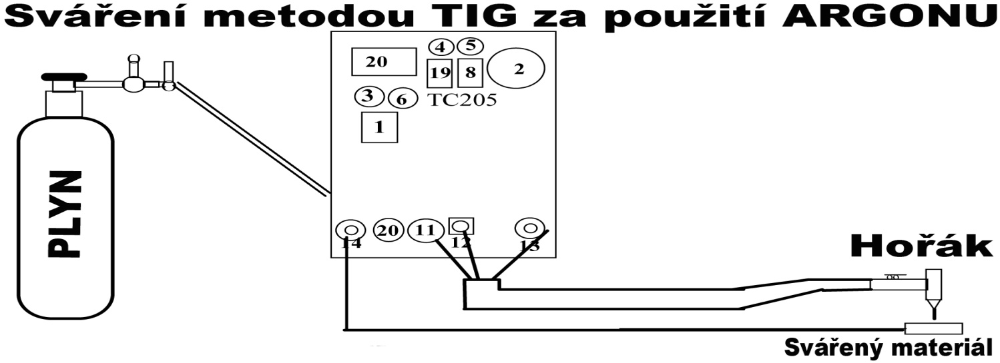 Sváření metodou TIG za použití ARGONU
4 5
20 19 8 2
3 6 TC205
1
PLYN
20 11
14 12 13
Hořák
Svářený materiál